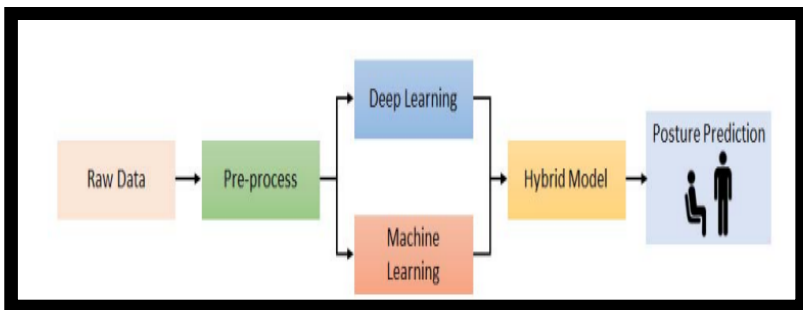 Raw Data
Pre-process
Deep Learning
Machine
Learning
Hybrid Model
Posture Prediction